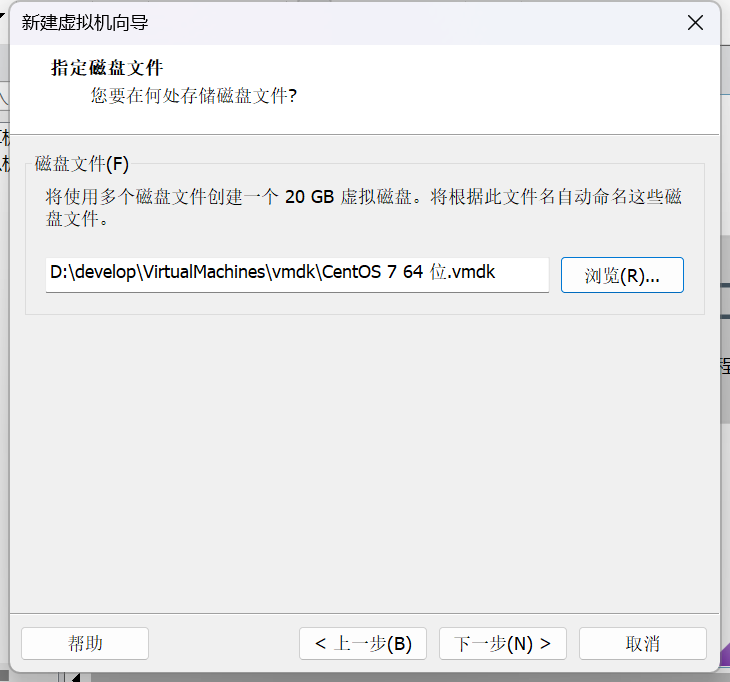 新建虚拟机向导
指定磁盘文件
您要在何处存储磁盘文件?
磁盘文件(F)
将使用多个磁盘文件创建一个 20 GB 虚拟磁盘。将根据此文件名自动命名这些磁
盘文件。
D:\develop\VirtualMachines\vmdk\CentOS 7 64 位.vmdk
浏览(R)...
帮助
< 上一步(B)
下一步(N) >
取消